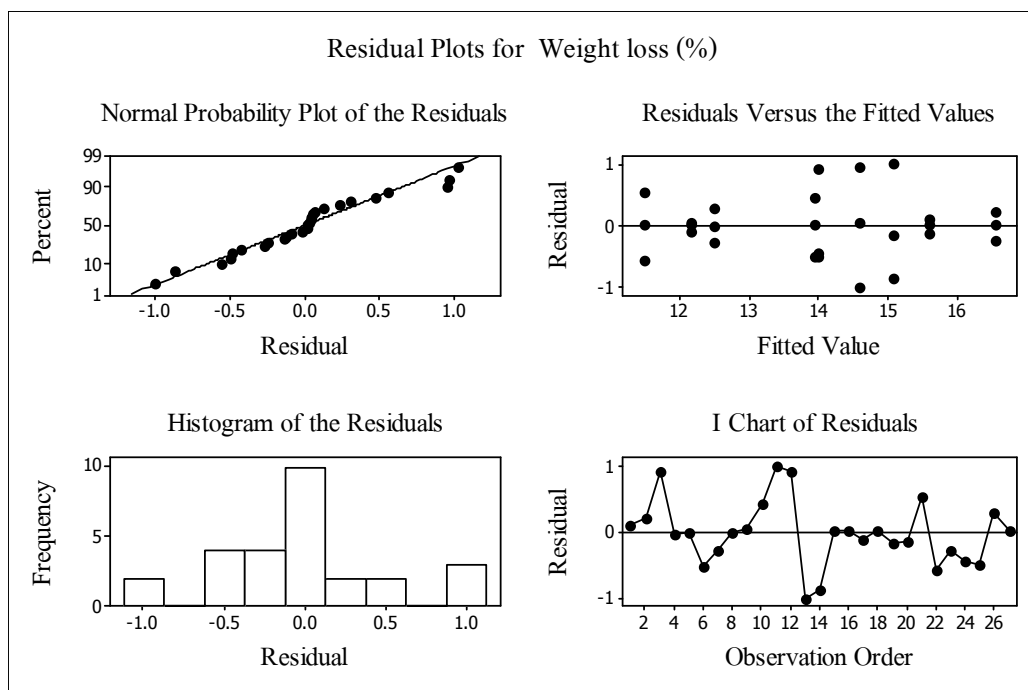 Residual Plots for Weight loss (%)
Normal Probability Plot of the Residuals
99
90
50
10
1
Percent
-1.0 -0.5 0.0 0.5 1.0
Residual
Residuals Versus the Fitted Values
1
0
-1
Residual
12 13 14 15 16
Fitted Value
Histogram of the Residuals
10
5
0
Frequency
-1.0 -0.5 0.0 0.5 1.0
Residual
I Chart of Residuals
1
0
-1
Residual
2 4 6 8 10 12 14 16 18 20 22 24 26
Observation Order